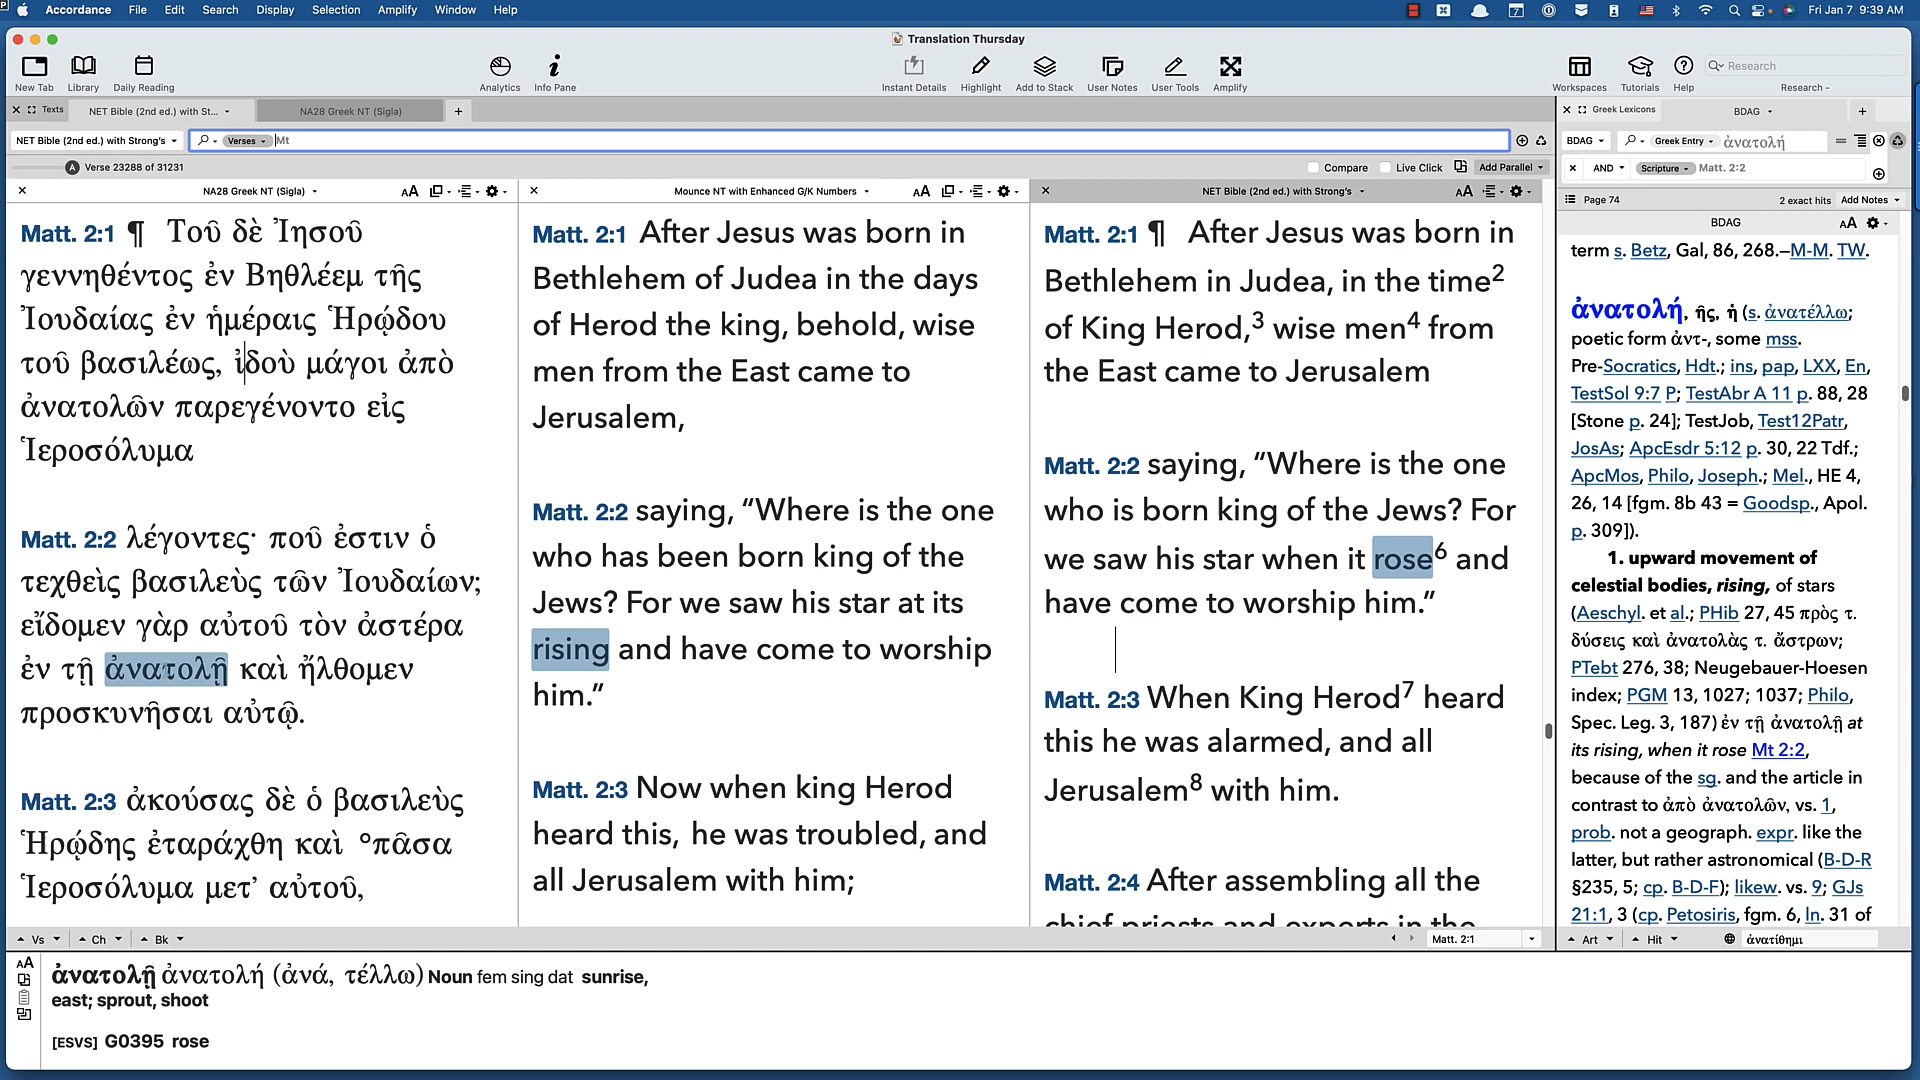 Accordance File Edit Search Display Selection Amplify Window Help
Fri Jan 7 9:39 AM
Translation Thursday
New Tab Library Daily Reading
Analytics Info Pane
Instant Details Highlight Add to Stack User Notes User Tools Amplify
Workspaces Tutorials Help
Research
Research -
Texts
NET Bible (2nd ed.) with St...
NA28 Greek NT (Sigla)
NET Bible (2nd ed.) with Strong's
Verses
Mt
Verse 23288 of 31231
Compare Live Click Add Parallel
NA28 Greek NT (Sigla)
Matt. 2:1 ¶ Τοῦ δὲ Ἰησοῦ
γεννηθέντος ἐν Βηθλέεμ τῆς
Ἰουδαίας ἐν ἡμέραις Ἡρῴδου
τοῦ βασιλέως, ἰδοὺ μάγοι ἀπὸ
ἀνατολῶν παρεγένοντο εἰς
Ἱεροσόλυμα
Matt. 2:2 λέγοντες· ποῦ ἐστιν ὁ
τεχθεὶς βασιλεὺς τῶν Ἰουδαίων;
εἴδομεν γὰρ αὐτοῦ τὸν ἀστέρα
ἐν τῇ ἀνατολῇ καὶ ἤλθομεν
προσκυνῆσαι αὐτῷ.
Matt. 2:3 ἀκούσας δὲ ὁ βασιλεὺς
Ἡρῴδης ἐταράχθη καὶ °πᾶσα
Ἱεροσόλυμα μετ’ αὐτοῦ,
Mounce NT with Enhanced G/K Numbers
Matt. 2:1 After Jesus was born in
Bethlehem of Judea in the days
of Herod the king, behold, wise
men from the East came to
Jerusalem,
Matt. 2:2 saying, “Where is the one
who has been born king of the
Jews? For we saw his star at its
rising and have come to worship
him.”
Matt. 2:3 Now when king Herod
heard this, he was troubled, and
all Jerusalem with him;
NET Bible (2nd ed.) with Strong's
Matt. 2:1 ¶ After Jesus was born in
Bethlehem in Judea, in the time2
of King Herod,3 wise men4 from
the East came to Jerusalem
Matt. 2:2 saying, “Where is the one
who is born king of the Jews? For
we saw his star when it rose6 and
have come to worship him.”
Matt. 2:3 When King Herod7 heard
this he was alarmed, and all
Jerusalem8 with him.
Matt. 2:4 After assembling all the
chief priests and experts in the
Greek Lexicons
BDAG
BDAG
Greek Entry ἀνατολή
AND Scripture Matt. 2:2
Page 74 2 exact hits Add Notes
BDAG
term s. Betz, Gal, 86, 268.–M-M. TW.
ἀνατολή, ῆς, ἡ (s. ἀνατέλλω;
poetic form ἀντ-, some mss.
Pre-Socratics, Hdt.; ins, pap, LXX, En,
TestSol 9:7 P; TestAbr A 11 p. 88, 28
[Stone p. 24]; TestJob, Test12Patr,
JosAs; ApcEsdr 5:12 p. 30, 22 Tdf.;
ApcMos, Philo, Joseph.; Mel., HE 4,
26, 14 [fgm. 8b 43 = Goodsp., Apol.
p. 309]).
1. upward movement of
celestial bodies, rising, of stars
(Aeschyl. et al.; PHib 27, 45 πρὸς τ.
δύσεις καὶ ἀνατολὰς τ. ἄστρων;
PTebt 276, 38; Neugebauer-Hoesen
index; PGM 13, 1027; 1037; Philo,
Spec. Leg. 3, 187) ἐν τῇ ἀνατολῇ at
its rising, when it rose Mt 2:2,
because of the sg. and the article in
contrast to ἀπὸ ἀνατολῶν, vs. 1,
prob. not a geograph. expr. like the
latter, but rather astronomical (B-D-R
§235, 5; cp. B-D-F); likew. vs. 9; GJs
21:1, 3 (cp. Petosiris, fgm. 6, ln. 31 of
Vs Ch Bk
Matt. 2:1
Art Hit ἀνατίθημι
ἀνατολῇ ἀνατολή (ἀνά, τέλλω) Noun fem sing dat sunrise,
east; sprout, shoot
[ESVS] G0395 rose